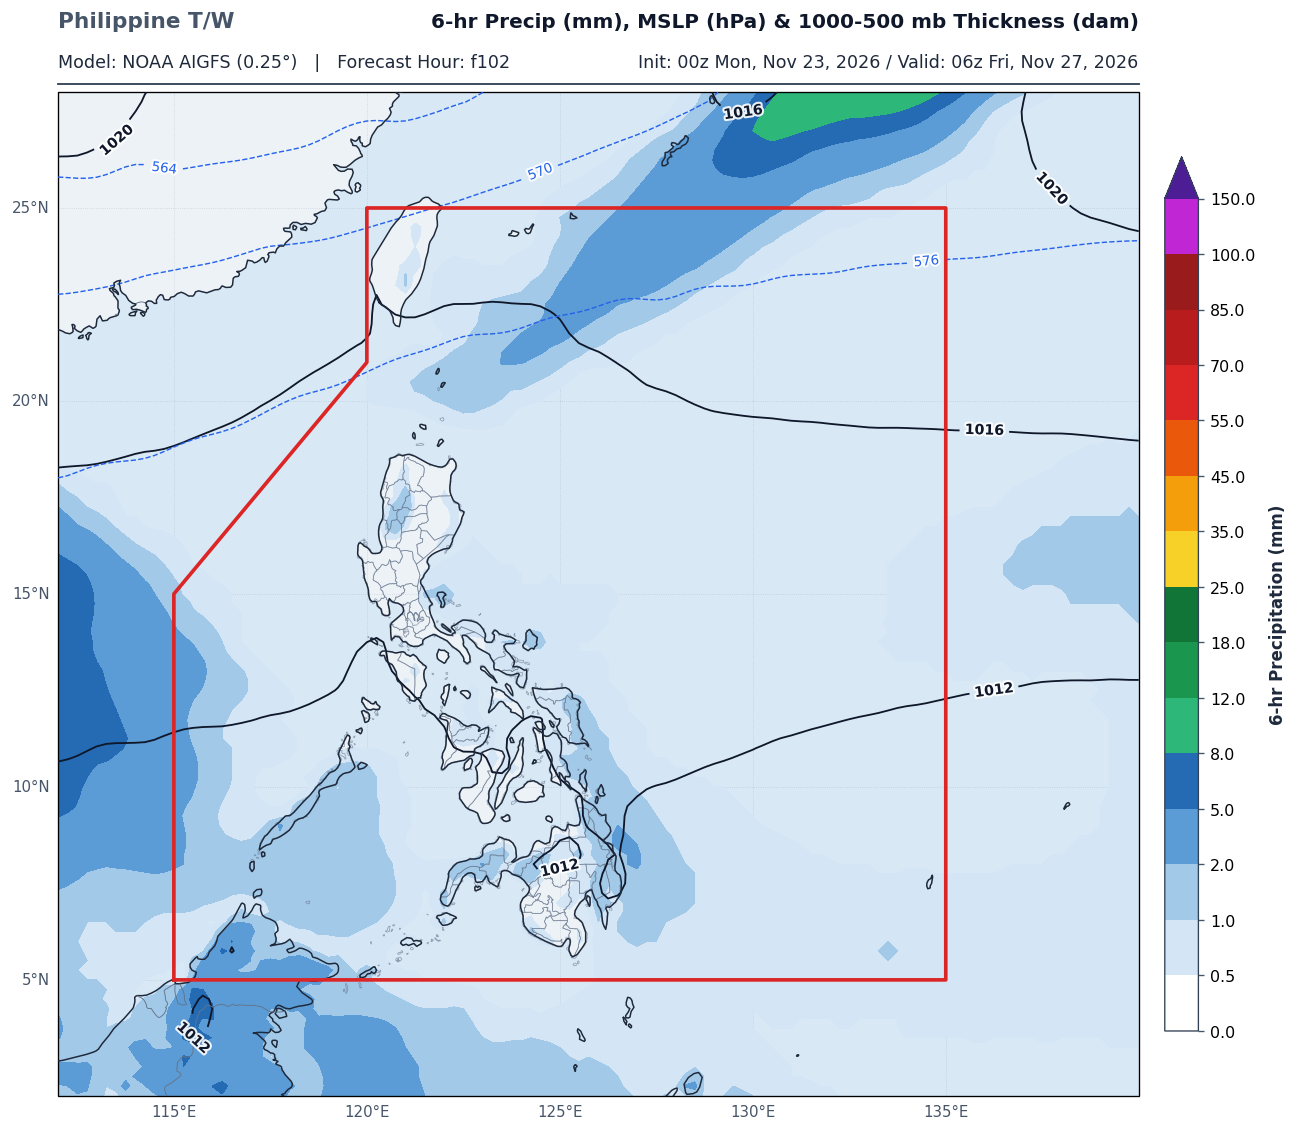 Philippine T/W
6-hr Precip (mm), MSLP (hPa) & 1000-500 mb Thickness (dam)
Model: NOAA AIGFS (0.25°) | Forecast Hour: f102
Init: 00z Mon, Nov 23, 2026 / Valid: 06z Fri, Nov 27, 2026
1020
564
570
1016
1020
576
1016
1012
1012
1012
25°N
20°N
15°N
10°N
5°N
115°E
120°E
125°E
130°E
135°E
150.0
100.0
85.0
70.0
55.0
45.0
35.0
25.0
18.0
12.0
8.0
5.0
2.0
1.0
0.5
0.0
6-hr Precipitation (mm)